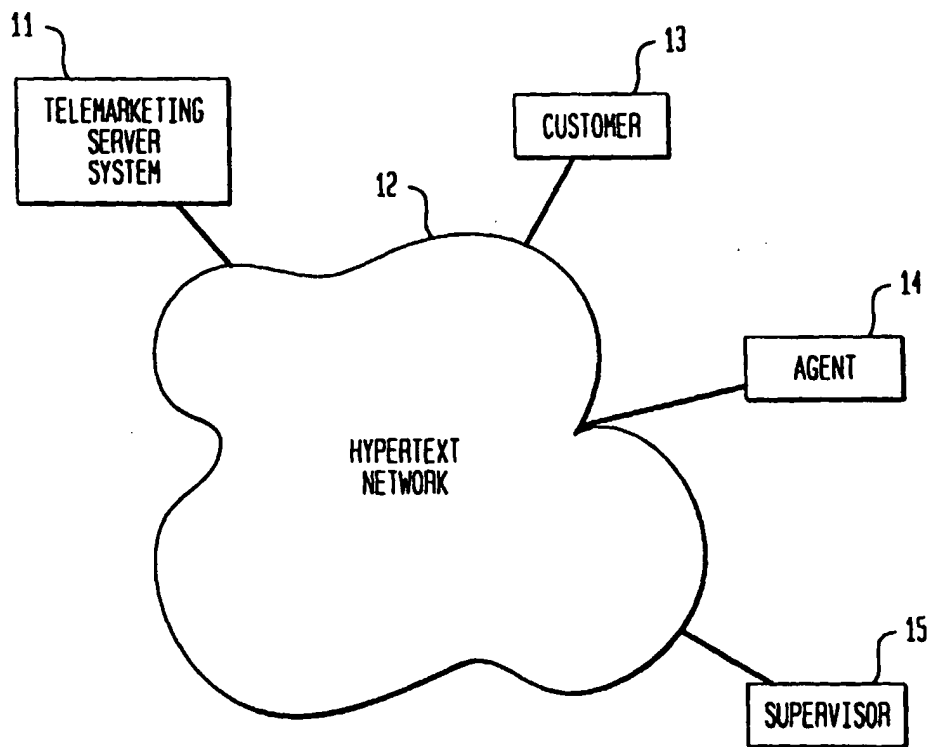 11
TELEMARKETING
SERVER
SYSTEM
13
CUSTOMER
12
14
AGENT
HYPERTEXT
NETWORK
15
SUPERVISOR